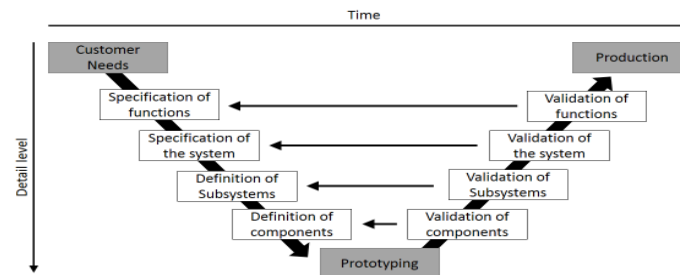 Time
Customer
Needs
Production
Specification of
functions
Validation of
functions
Specification of
the system
Validation of
the system
Definition of
Subsystems
Validation of
Subsystems
Definition of
components
Validation of
components
Prototyping
Detail level